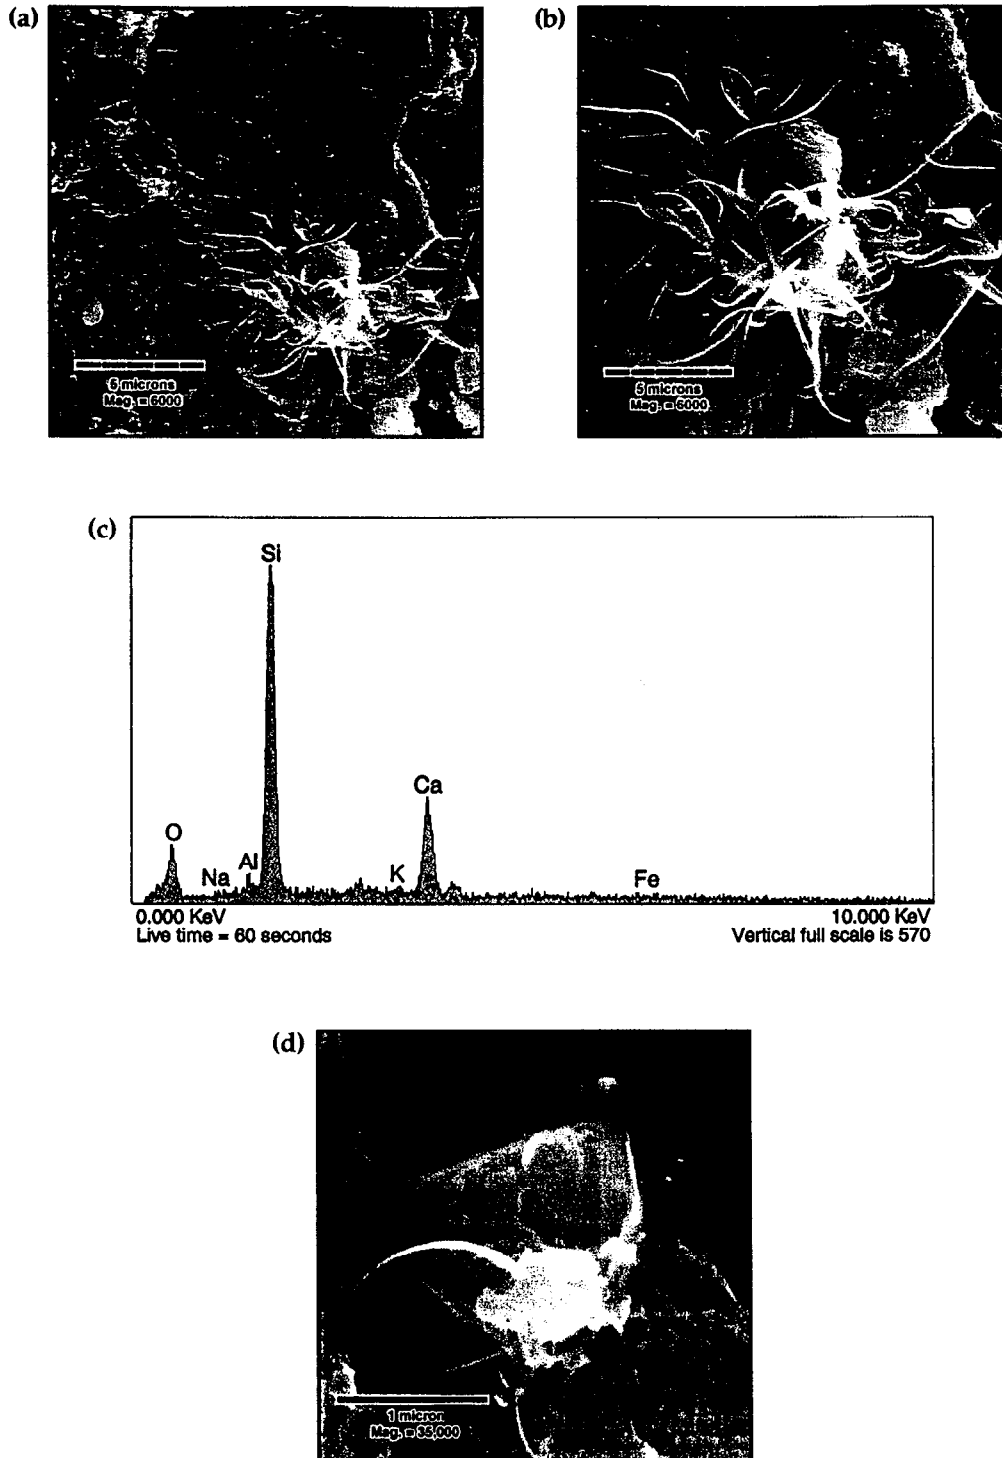 (a)
(b)
5 microns
Mag. = 6000
5 microns
Mag. = 6000
(c)
Si
Ca
O
Na
Al
K
Fe
0.000 KeV
10.000 KeV
Live time = 60 seconds
Vertical full scale is 570
(d)
1 micron
Mag. = 35,000